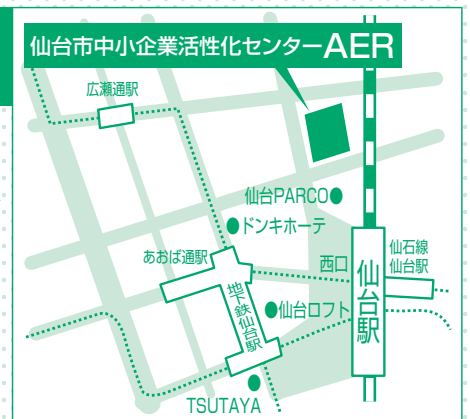 仙台市中小企業活性化センターAER
広瀬通駅
仙台PARCO
ドンキホーテ
あおば通駅
西口
仙石線
仙台駅
仙台駅
地下鉄仙台駅
仙台ロフト
TSUTAYA